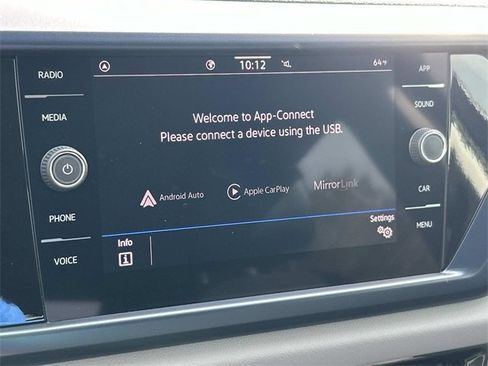 RADIO
MEDIA
PHONE
VOICE
10:12
64°F
Welcome to App-Connect
Please connect a device using the USB.
Android Auto
Apple CarPlay
MirrorLink
Info
Settings
APP
SOUND
CAR
MENU